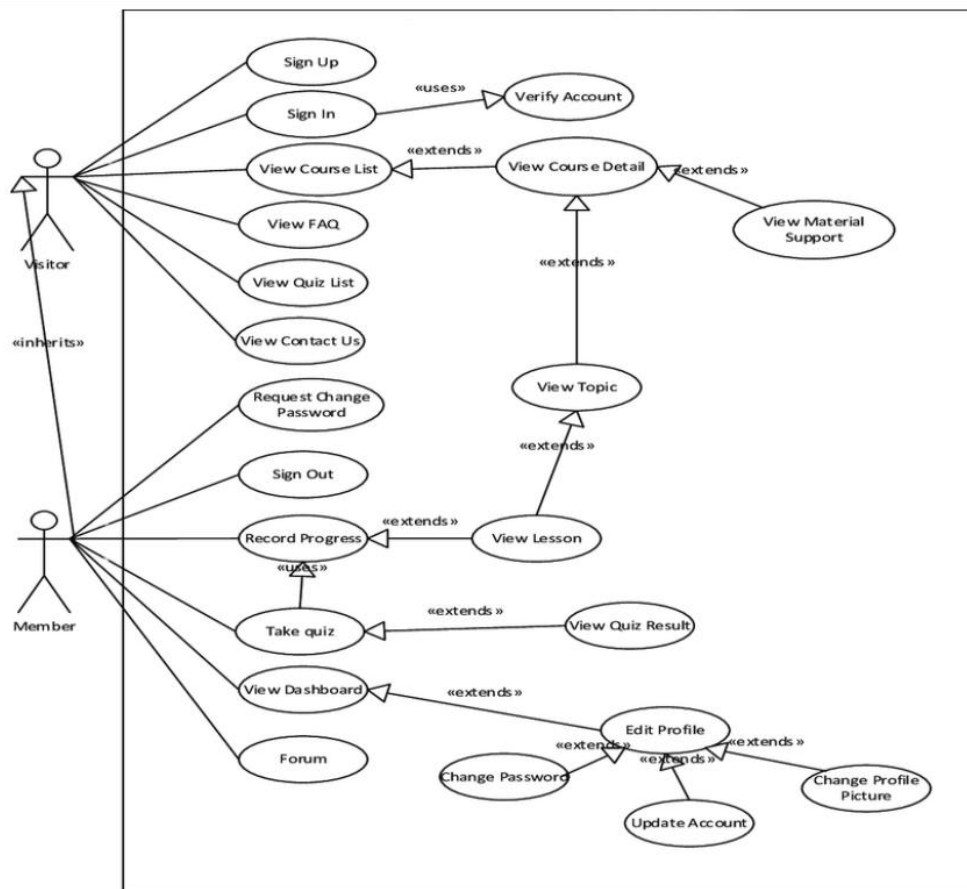 Sign Up
«uses»
Verify Account
Sign In
«extends»
View Course List
View Course Detail
«extends»
View FAQ
View Material
Support
Visitor
«extends»
View Quiz List
«inherits»
View Contact Us
View Topic
Request Change
Password
«extends»
Sign Out
«extends»
Record Progress
View Lesson
«uses»
Member
«extends»
Take quiz
View Quiz Result
View Dashboard
«extends»
Edit Profile
«extends»
«extends»
«extends»
Forum
Change Password
Change Profile
Picture
Update Account